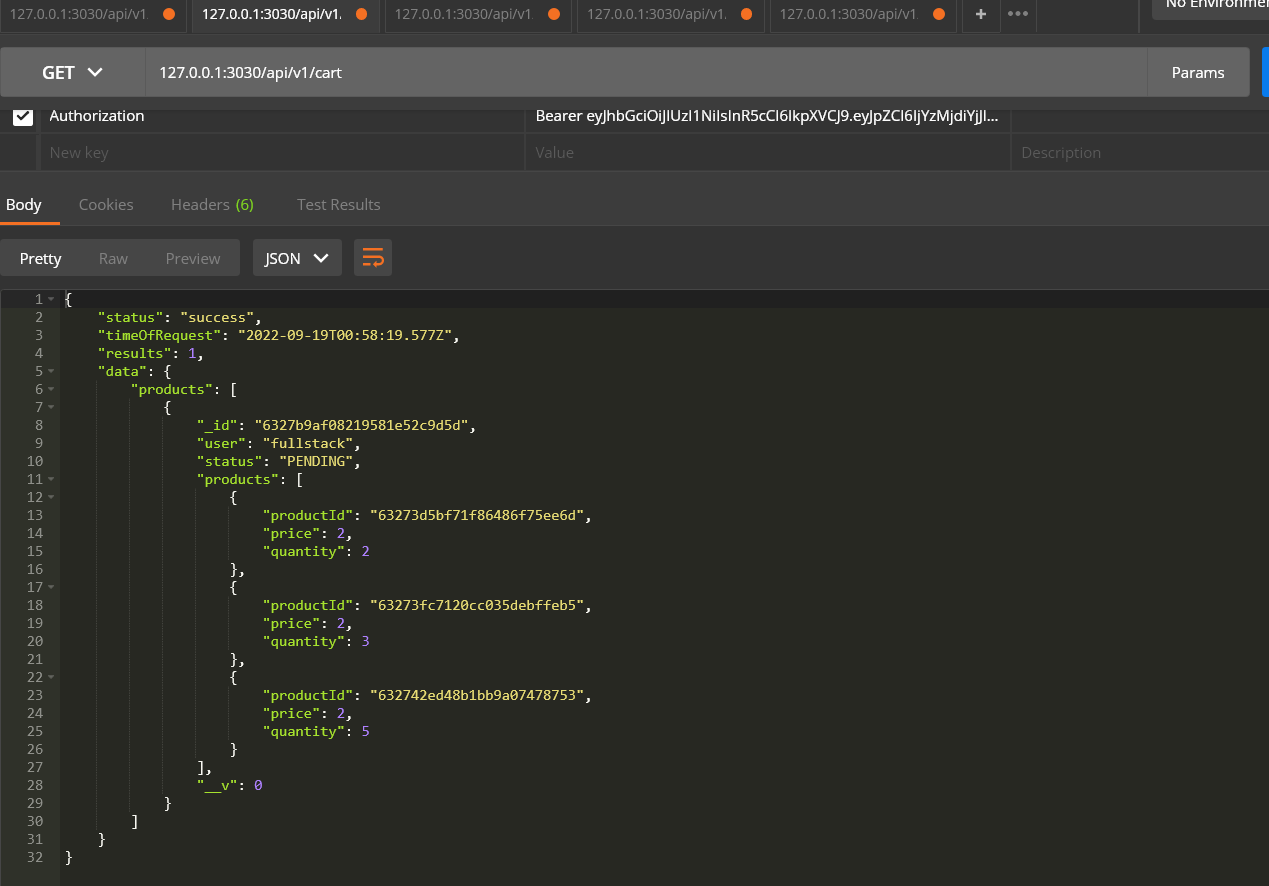 127.0.0.1:3030/api/v1 127.0.0.1:3030/api/v1. 127.0.0.1:3030/api/v1 127.0.0.1:3030/api/v1. 127.0.0.1:3030/api/v1 + ••• No Environmen
GET 127.0.0.1:3030/api/v1/cart Params
Authorization Bearer
New key Value Description
Body Cookies Headers (6) Test Results
Pretty Raw Preview JSON
1 {
2 "status": "success",
3 "timeOfRequest": "2022-09-19T00:58:19.577Z",
4 "results": 1,
5 "data": {
6 "products": [
7 {
8 "_id": "6327b9af08219581e52c9d5d",
9 "user": "fullstack",
10 "status": "PENDING",
11 "products": [
12 {
13 "productId": "63273d5bf71f86486f75ee6d",
14 "price": 2,
15 "quantity": 2
16 },
17 {
18 "productId": "63273fc7120cc035debffeb5",
19 "price": 2,
20 "quantity": 3
21 },
22 {
23 "productId": "632742ed48b1bb9a07478753",
24 "price": 2,
25 "quantity": 5
26 }
27 ],
28 "__v": 0
29 }
30 ]
31 }
32 }